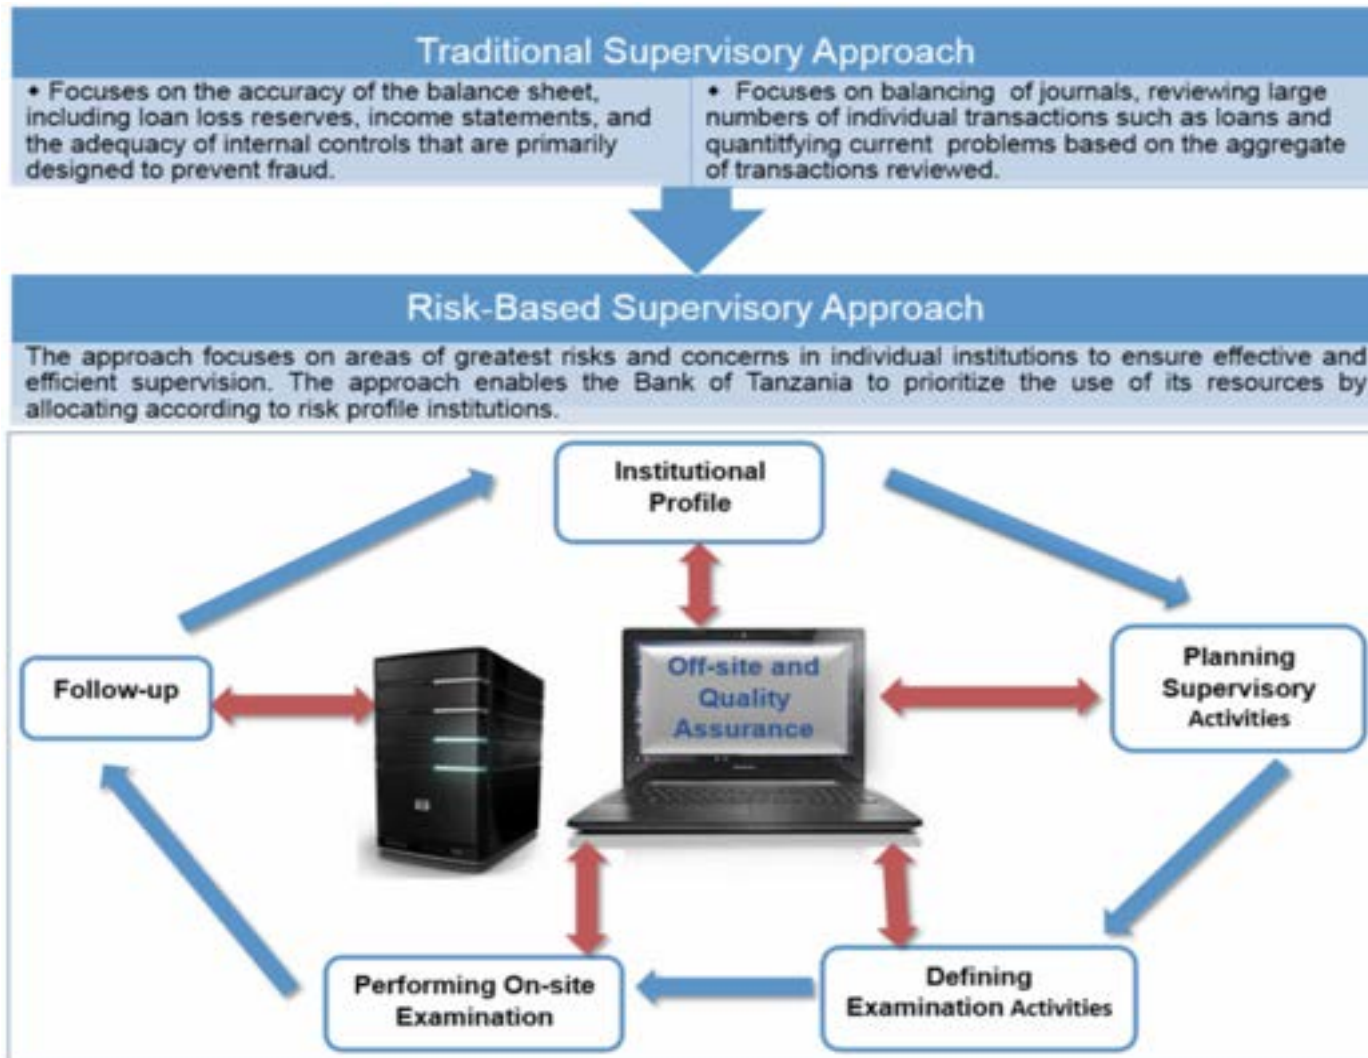 Traditional Supervisory Approach
• Focuses on the accuracy of the balance sheet,
including loan loss reserves, income statements, and
the adequacy of internal controls that are primarily
designed to prevent fraud.
• Focuses on balancing of journals, reviewing large
numbers of individual transactions such as loans and
quantitfying current problems based on the aggregate
of transactions reviewed.
Risk-Based Supervisory Approach
The approach focuses on areas of greatest risks and concerns in individual institutions to ensure effective and
efficient supervision. The approach enables the Bank of Tanzania to prioritize the use of its resources by
allocating according to risk profile institutions.
Institutional
Profile
Planning
Supervisory
Activities
Off-site and
Quality
Assurance
Follow-up
Performing On-site
Examination
Defining
Examination Activities